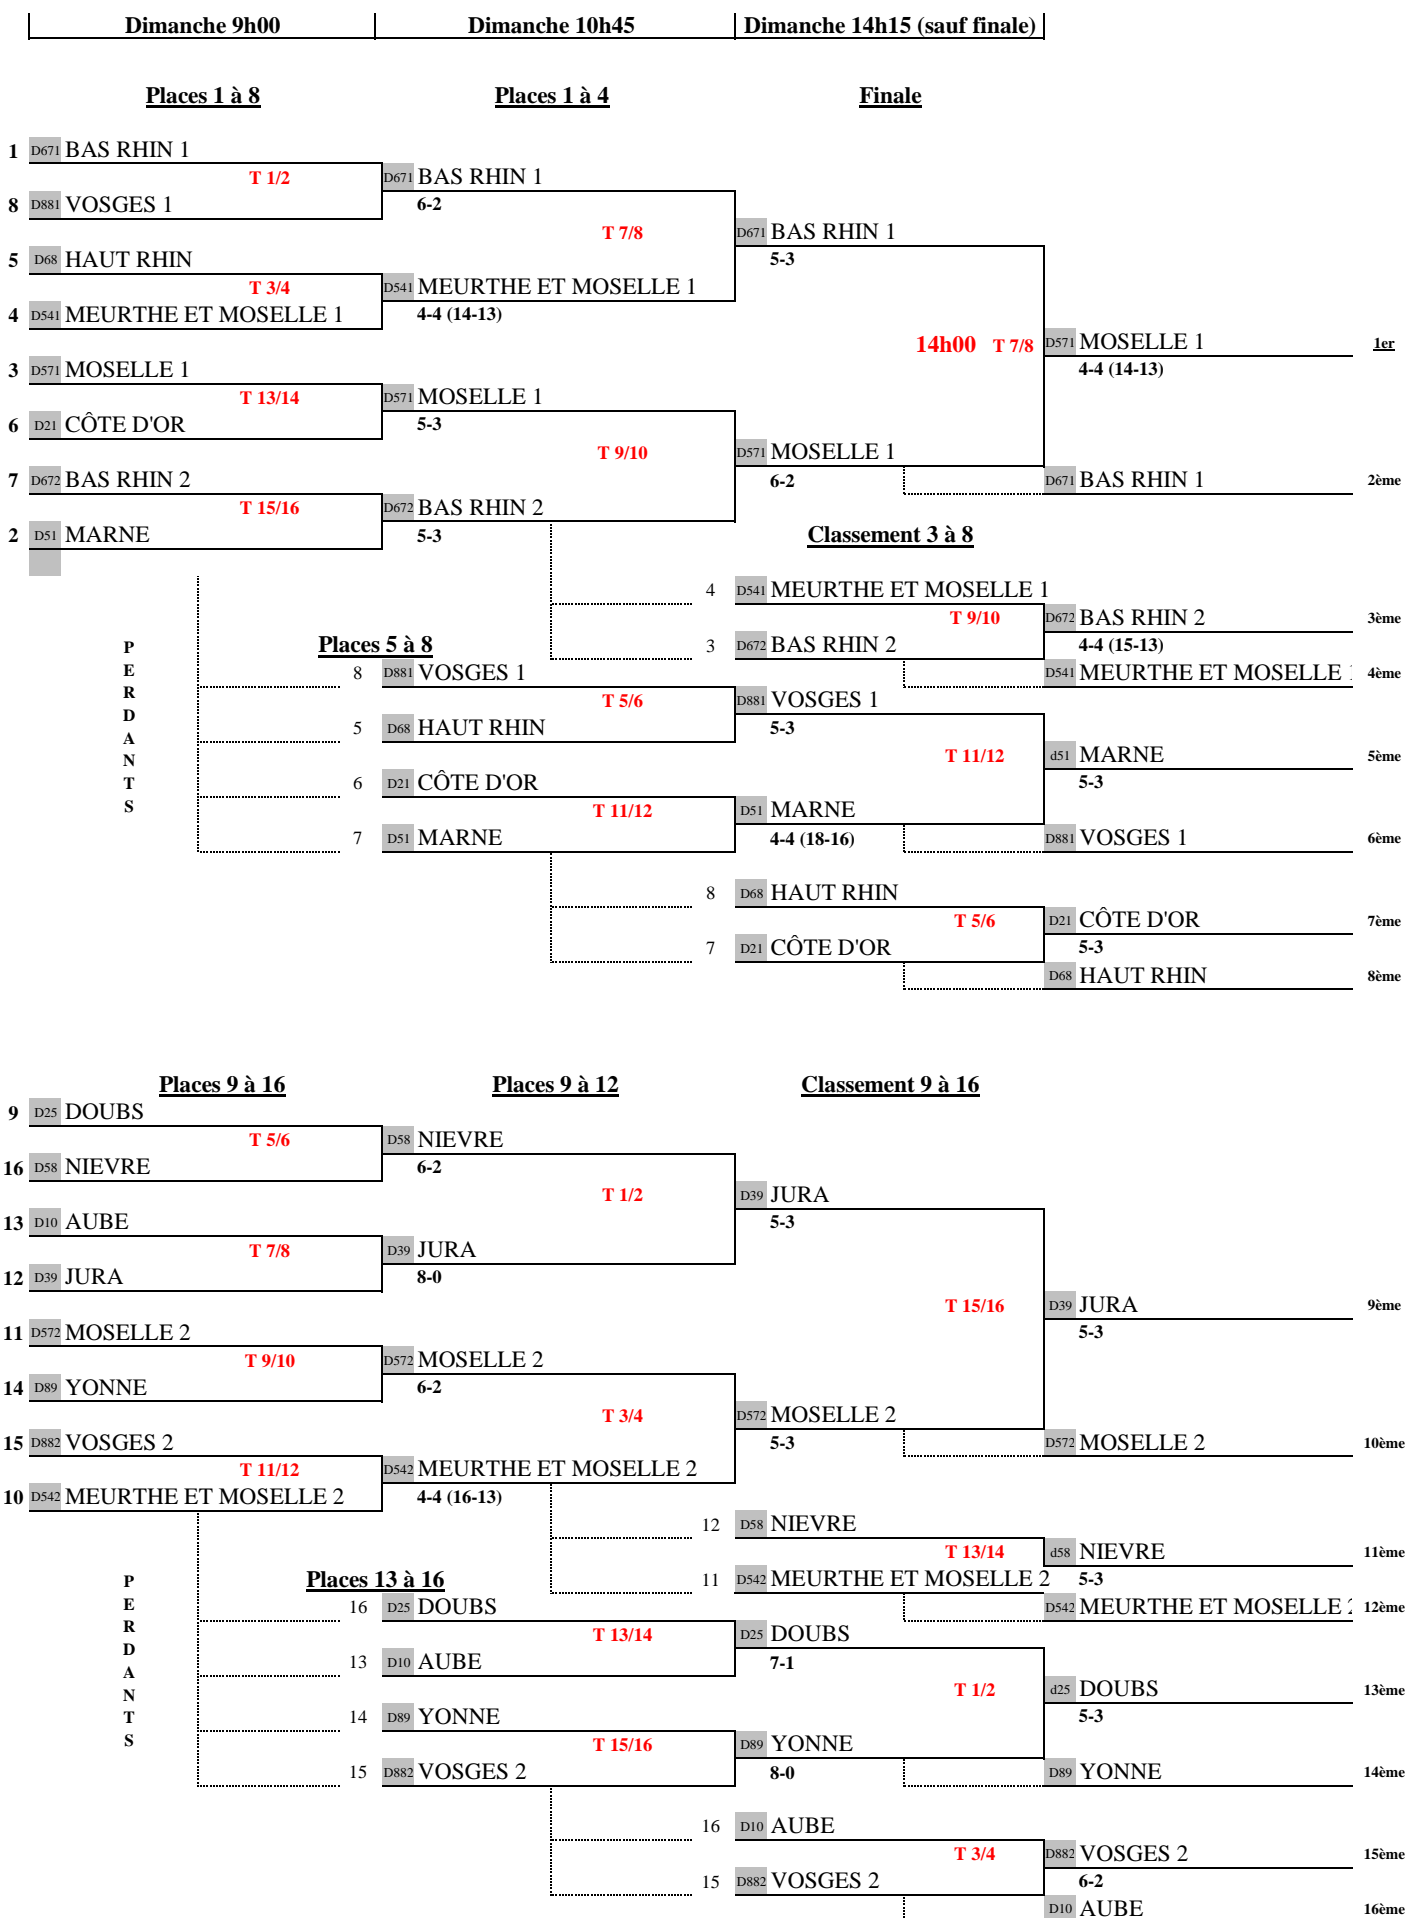 Dimanche 9h00 Dimanche 10h45 Dimanche 14h15 (sauf finale)
Places 1 à 8 Places 1 à 4 Finale
1 D671 BAS RHIN 1
T 1/2 D671 BAS RHIN 1
8 D881 VOSGES 1 6-2
T 7/8 D671 BAS RHIN 1
5 D68 HAUT RHIN 5-3
T 3/4 D541 MEURTHE ET MOSELLE 1
4 D541 MEURTHE ET MOSELLE 1 4-4 (14-13)
14h00 T 7/8 D571 MOSELLE 1 1er
3 D571 MOSELLE 1 4-4 (14-13)
T 13/14 D571 MOSELLE 1
6 D21 CÔTE D'OR 5-3
T 9/10 D571 MOSELLE 1
7 D672 BAS RHIN 2 6-2 D671 BAS RHIN 1 2ème
T 15/16 D672 BAS RHIN 2
2 D51 MARNE 5-3 Classement 3 à 8
4 D541 MEURTHE ET MOSELLE 1
T 9/10 D672 BAS RHIN 2 3ème
P Places 5 à 8 3 D672 BAS RHIN 2 4-4 (15-13)
E 8 D881 VOSGES 1 D541 MEURTHE ET MOSELLE 1 4ème
R T 5/6 D881 VOSGES 1
D 5 D68 HAUT RHIN 5-3
A T 11/12 d51 MARNE 5ème
N 6 D21 CÔTE D'OR 5-3
T T 11/12 D51 MARNE
S 7 D51 MARNE 4-4 (18-16) D881 VOSGES 1 6ème
8 D68 HAUT RHIN
T 5/6 D21 CÔTE D'OR 7ème
7 D21 CÔTE D'OR 5-3
D68 HAUT RHIN 8ème
Places 9 à 16 Places 9 à 12 Classement 9 à 16
9 D25 DOUBS
T 5/6 D58 NIEVRE
16 D58 NIEVRE 6-2
T 1/2 D39 JURA
13 D10 AUBE 5-3
T 7/8 D39 JURA
12 D39 JURA 8-0
T 15/16 D39 JURA 9ème
11 D572 MOSELLE 2 5-3
T 9/10 D572 MOSELLE 2
14 D89 YONNE 6-2
T 3/4 D572 MOSELLE 2
15 D882 VOSGES 2 5-3 D572 MOSELLE 2 10ème
T 11/12 D542 MEURTHE ET MOSELLE 2
10 D542 MEURTHE ET MOSELLE 2 4-4 (16-13)
12 D58 NIEVRE
T 13/14 d58 NIEVRE 11ème
P Places 13 à 16 11 D542 MEURTHE ET MOSELLE 2 5-3
E 16 D25 DOUBS D542 MEURTHE ET MOSELLE 2 12ème
R T 13/14 D25 DOUBS
D 13 D10 AUBE 7-1
A T 1/2 d25 DOUBS 13ème
N 14 D89 YONNE 5-3
T T 15/16 D89 YONNE
S 15 D882 VOSGES 2 8-0 D89 YONNE 14ème
16 D10 AUBE
T 3/4 D882 VOSGES 2 15ème
15 D882 VOSGES 2 6-2
D10 AUBE 16ème